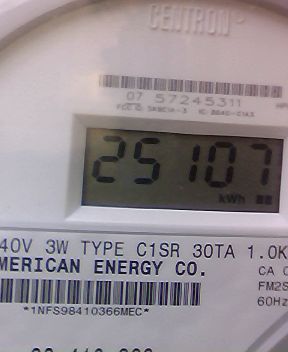 CENTRON
07 57245311
25107
kWh
40V 3W TYPE C1SR 30TA 1.0K
MERICAN ENERGY CO.
CA
FM2S
60Hz
*1NFS98410366MEC*